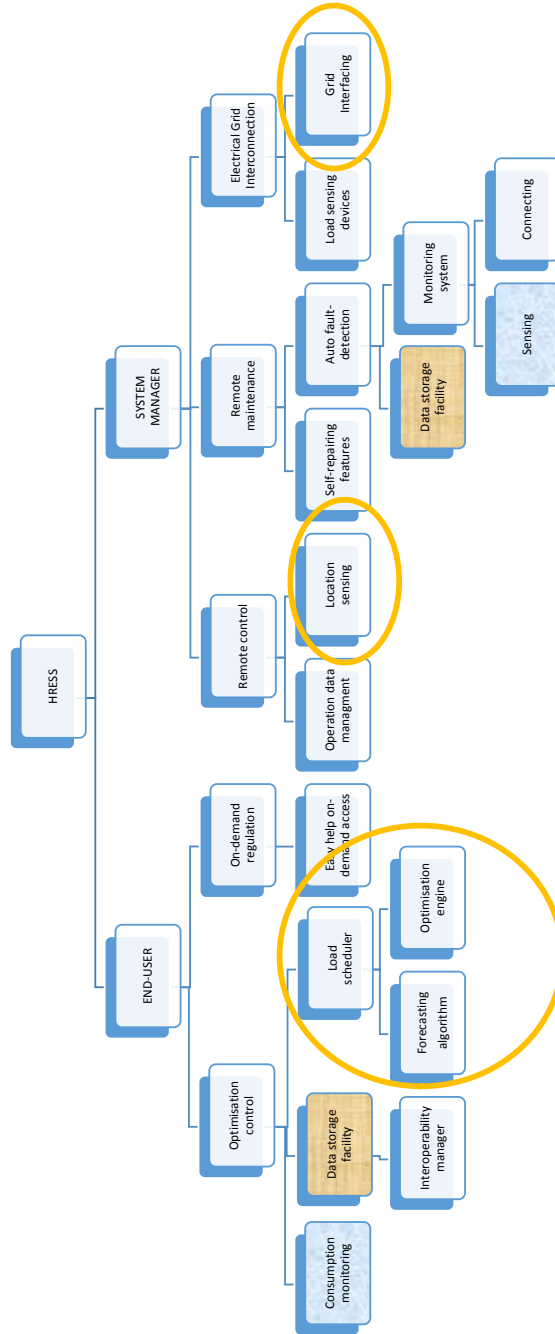 HRESS
END-USER
SYSTEM
MANAGER
Optimisation
control
On-demand
regulation
Remote control
Remote
maintenance
Electrical Grid
Interconnection
Consumption
monitoring
Data storage
facility
Load
scheduler
Easy help on-
demand access
Operation data
managment
Location
sensing
Self-repairing
features
Auto fault-
detection
Load sensing
devices
Grid
Interfacing
Interoperability
manager
Forecasting
algorithm
Optimisation
engine
Data storage
facility
Monitoring
system
Sensing
Connecting